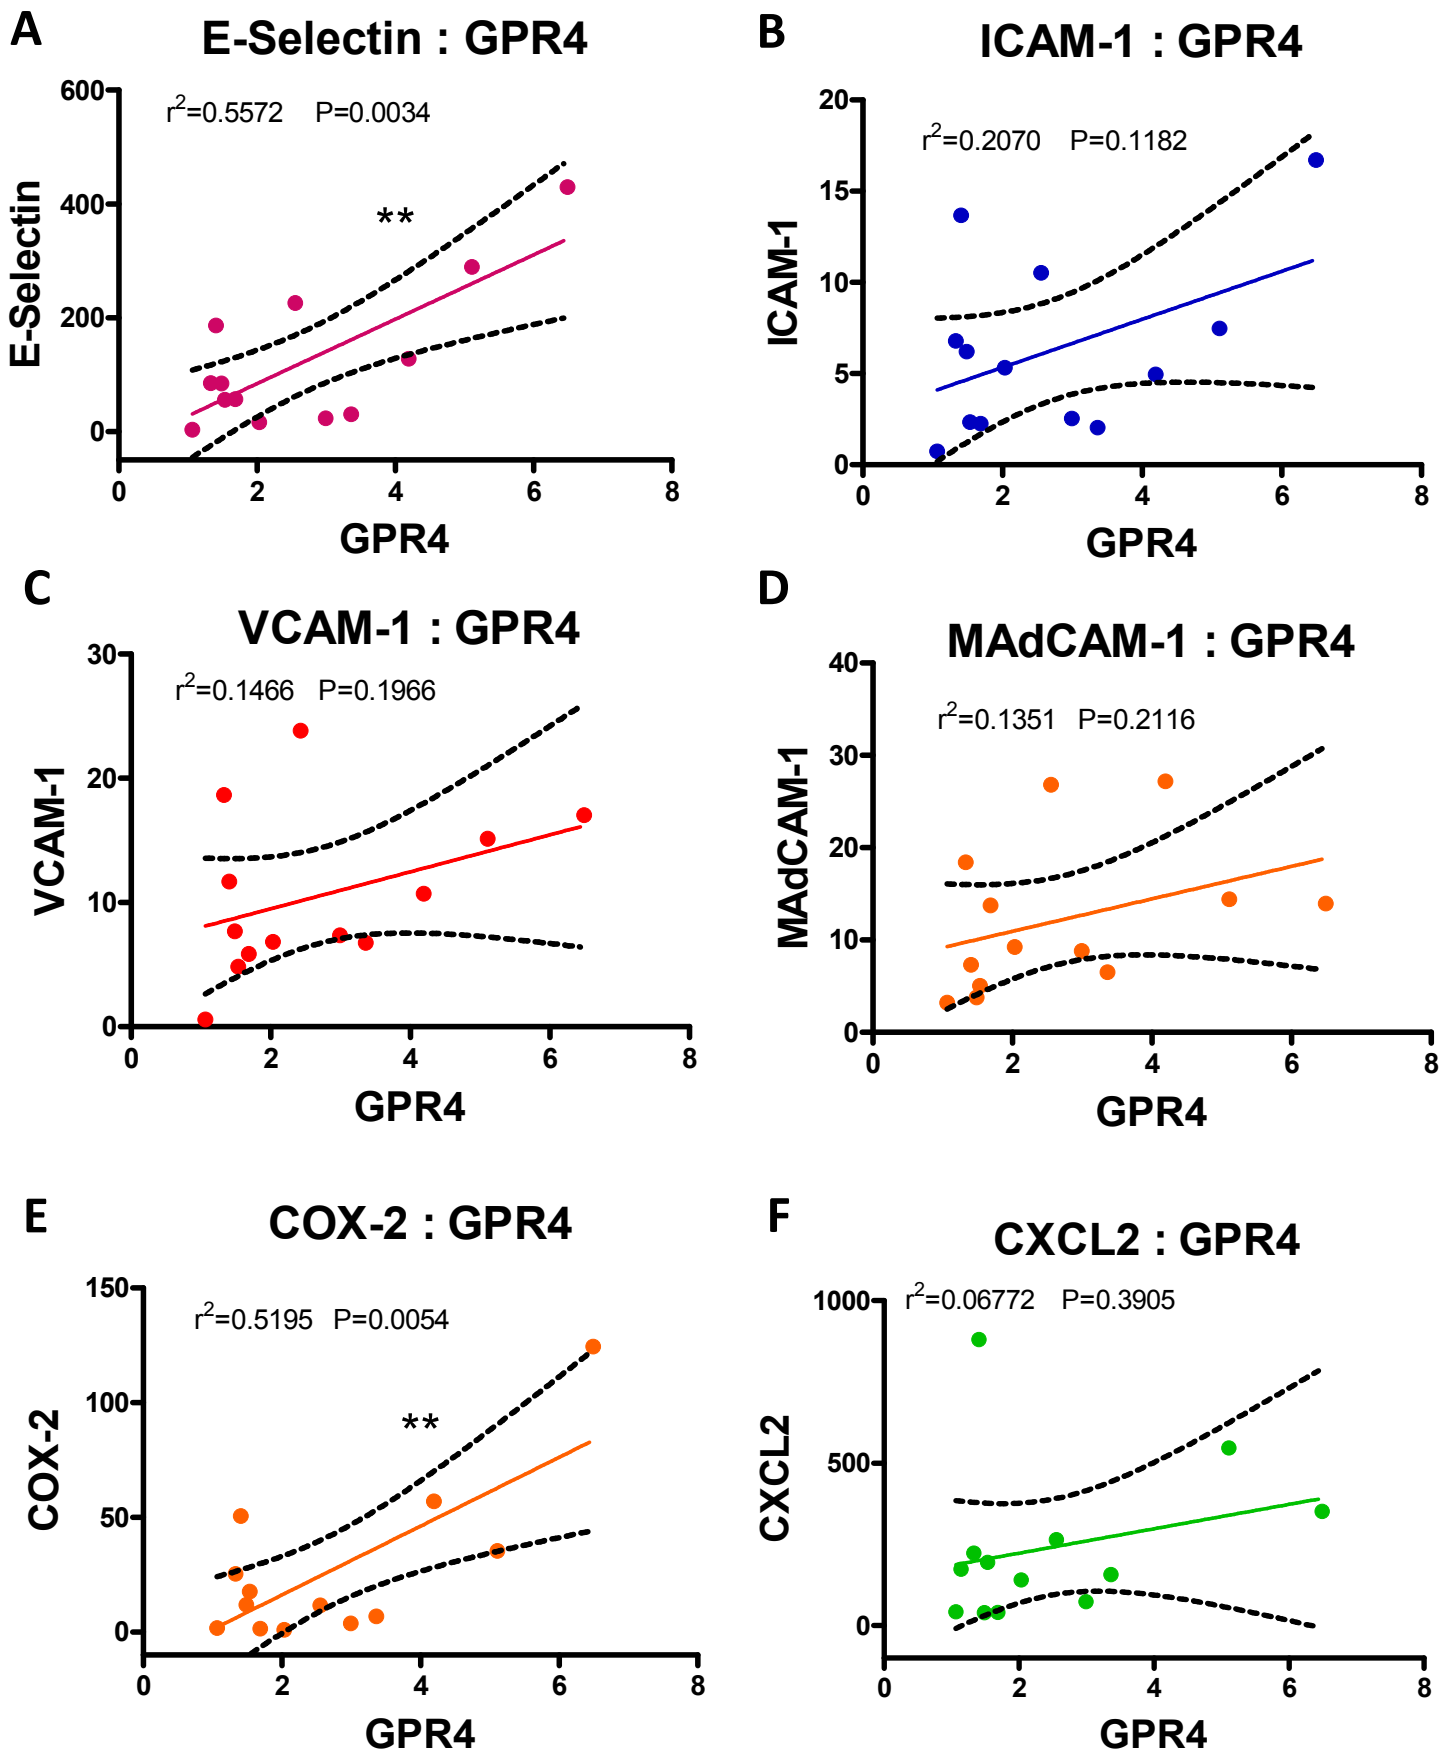 A
E-Selectin : GPR4
r²=0.5572 P=0.0034
**
E-Selectin
600
400
200
0
0 2 4 6 8
GPR4
B
ICAM-1 : GPR4
r²=0.2070 P=0.1182
ICAM-1
20
15
10
5
0
0 2 4 6 8
GPR4
C
VCAM-1 : GPR4
r²=0.1466 P=0.1966
VCAM-1
30
20
10
0
0 2 4 6 8
GPR4
D
MAdCAM-1 : GPR4
r²=0.1351 P=0.2116
MAdCAM-1
40
30
20
10
0
0 2 4 6 8
GPR4
E
COX-2 : GPR4
r²=0.5195 P=0.0054
**
COX-2
150
100
50
0
0 2 4 6 8
GPR4
F
CXCL2 : GPR4
r²=0.06772 P=0.3905
CXCL2
1000
500
0
0 2 4 6 8
GPR4